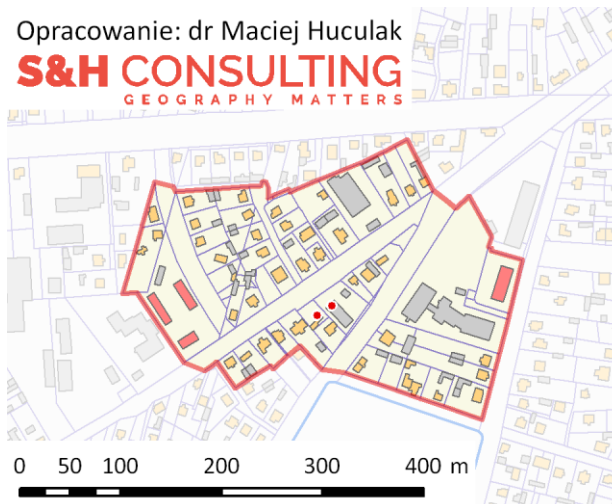 Opracowanie: dr Maciej Huculak
S&H CONSULTING
GEOGRAPHY MATTERS
0 50 100 200 300 400 m